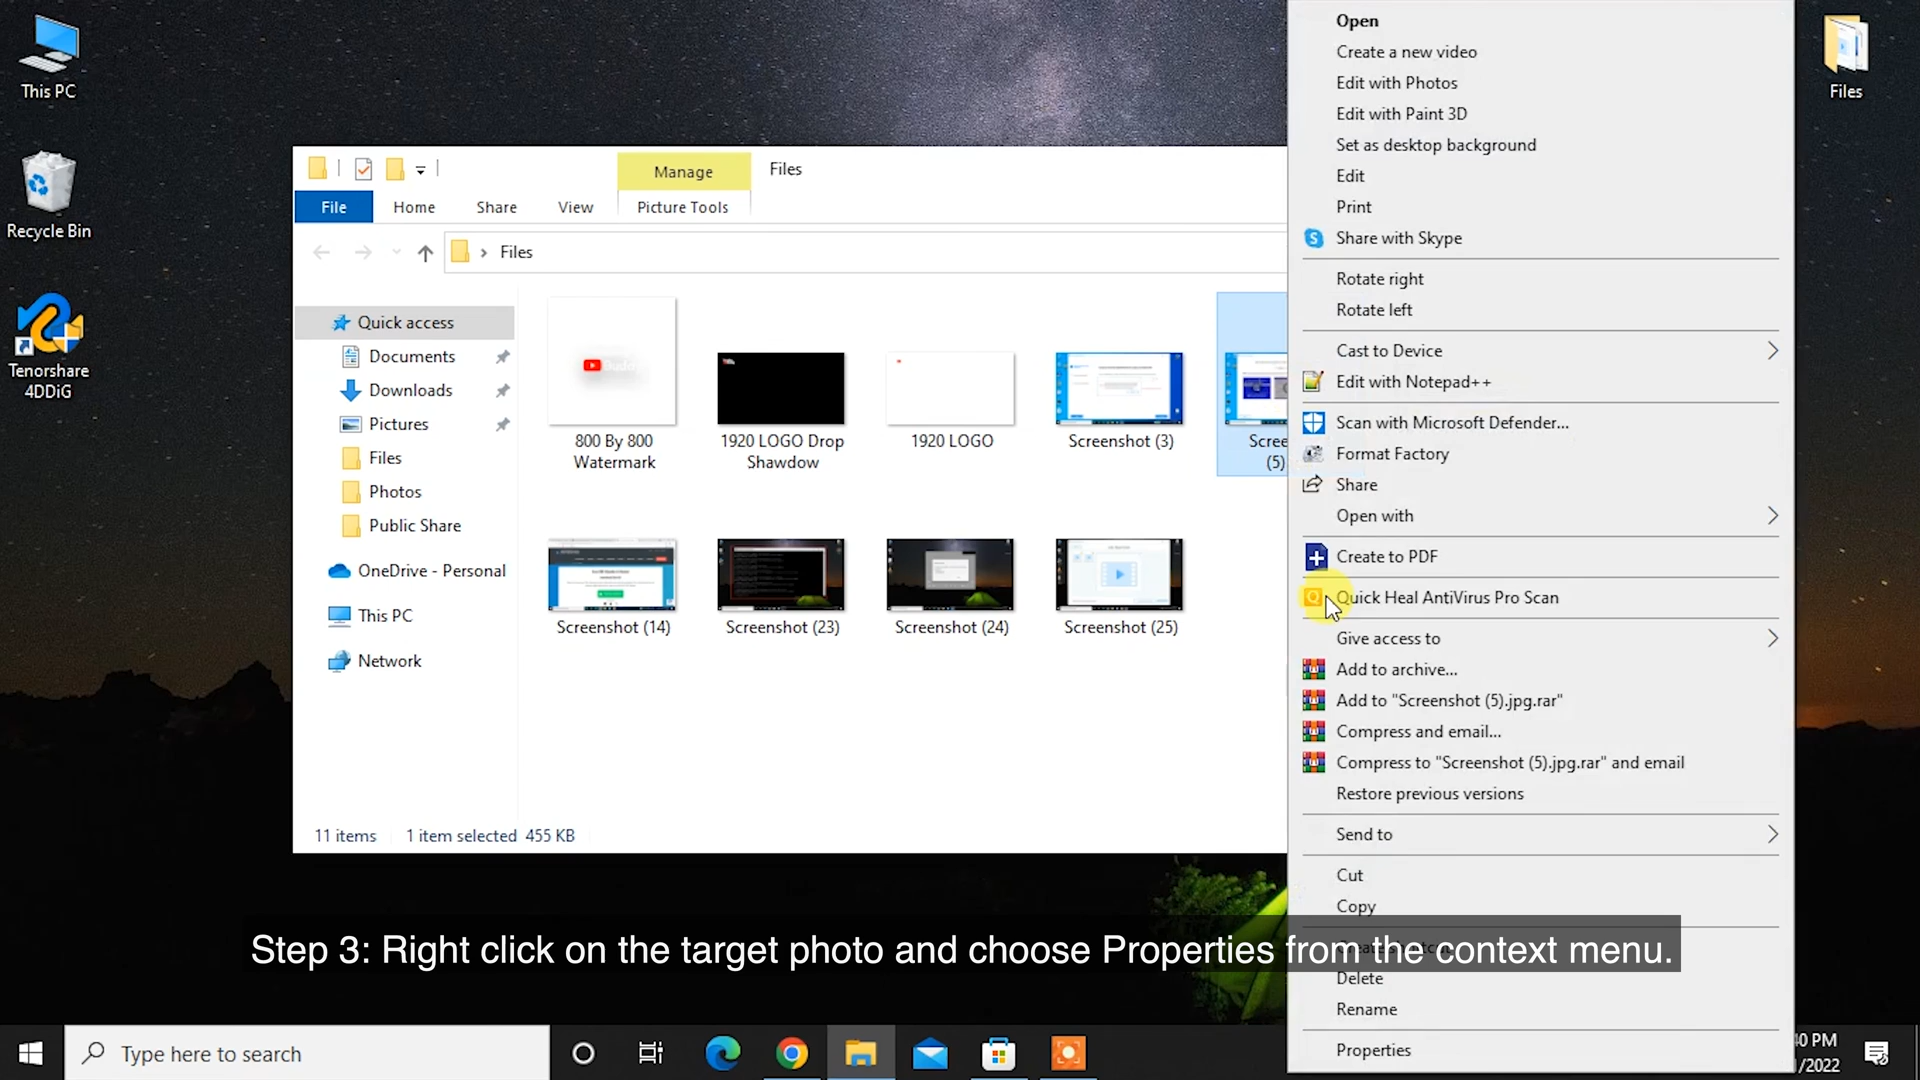 This PC
Recycle Bin
Tenorshare
4DDiG
Files
Manage
Files
File
Home
Share
View
Picture Tools
Files
Quick access
Documents
Downloads
Pictures
Files
Photos
Public Share
OneDrive - Personal
This PC
Network
800 By 800
Watermark
1920 LOGO Drop
Shawdow
1920 LOGO
Screenshot (3)
Scree
(5)
Screenshot (14)
Screenshot (23)
Screenshot (24)
Screenshot (25)
11 items
1 item selected 455 KB
Open
Create a new video
Edit with Photos
Edit with Paint 3D
Set as desktop background
Edit
Print
Share with Skype
Rotate right
Rotate left
Cast to Device
Edit with Notepad++
Scan with Microsoft Defender...
Format Factory
Share
Open with
Create to PDF
Quick Heal AntiVirus Pro Scan
Give access to
Add to archive...
Add to "Screenshot (5).jpg.rar"
Compress and email...
Compress to "Screenshot (5).jpg.rar" and email
Restore previous versions
Send to
Cut
Copy
Step 3: Right click on the target photo and choose Properties from the context menu.
Delete
Rename
Properties
Type here to search
40 PM
/2022